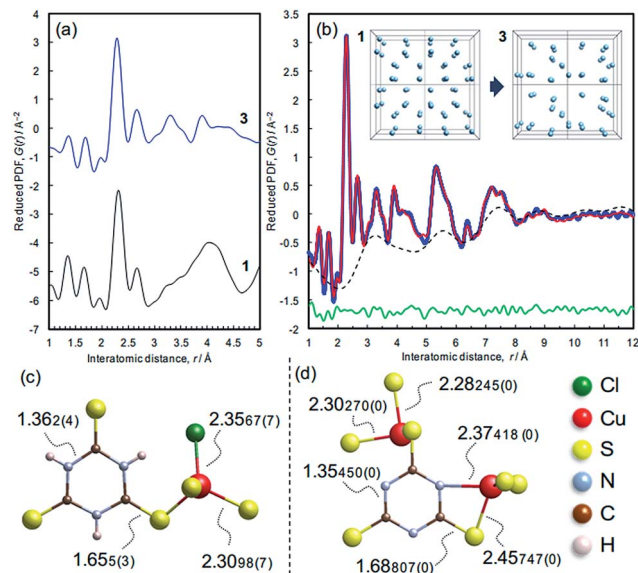 (a)
Reduced PDF, G(r) / Å⁻²
4
3
2
1
0
-1
-2
-3
-4
-5
-6
-7
3
1
1 1.5 2 2.5 3 3.5 4 4.5 5
Interatomic distance, r / Å
(b)
1
3
Reduced PDF, G(r) / Å⁻²
3.5
3
2.5
2
1.5
1
0.5
0
-0.5
-1
-1.5
-2
1 2 3 4 5 6 7 8 9 10 11 12
Interatomic distance, r / Å
(c)
1.362(4)
2.3567(7)
1.655(3)
2.3098(7)
(d)
2.28245(0)
2.30270(0)
2.37418(0)
1.35450(0)
1.68807(0)
2.45747(0)
Cl
Cu
S
N
C
H